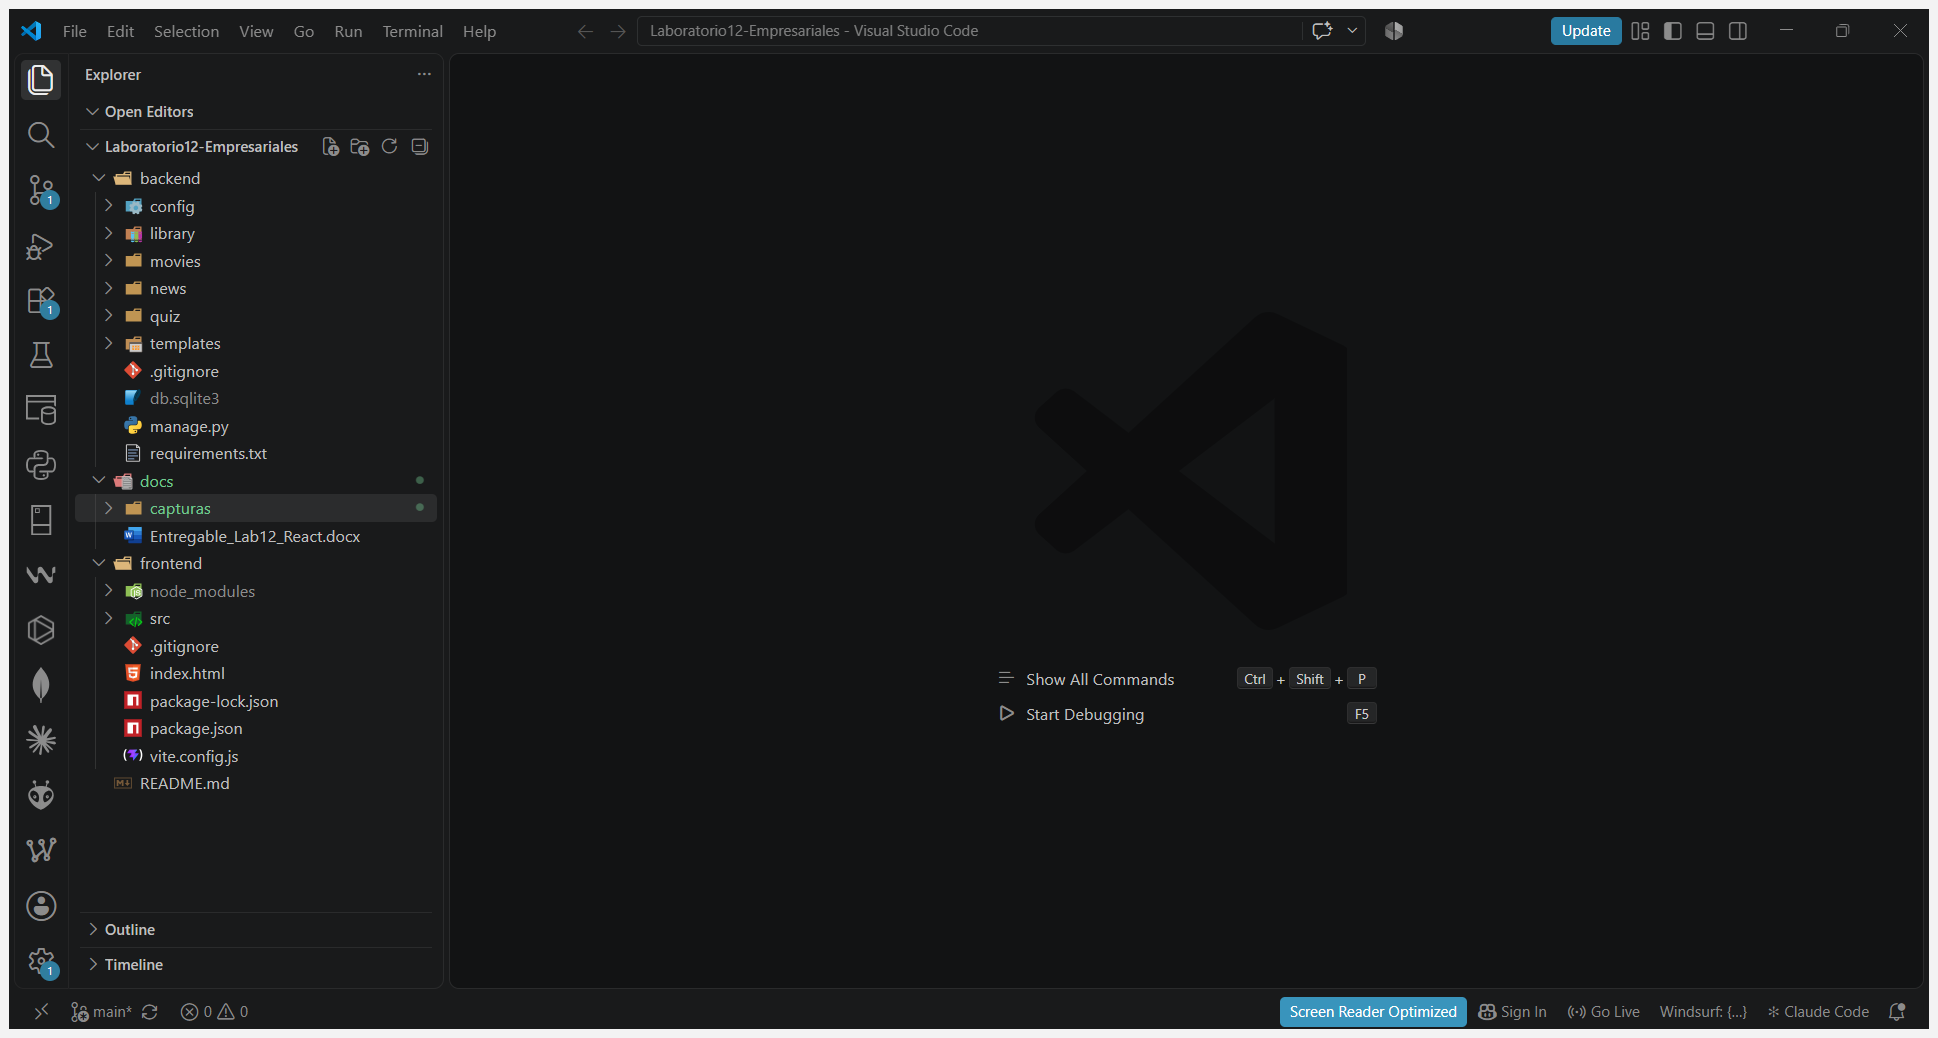 File Edit Selection View Go Run Terminal Help
Laboratorio12-Empresariales - Visual Studio Code
Update
Explorer
Open Editors
Laboratorio12-Empresariales
backend
config
library
movies
news
quiz
templates
.gitignore
db.sqlite3
manage.py
requirements.txt
docs
capturas
Entregable_Lab12_React.docx
frontend
node_modules
src
.gitignore
index.html
package-lock.json
package.json
vite.config.js
README.md
Outline
Timeline
1
1
1
Show All Commands Ctrl + Shift + P
Start Debugging F5
main* 0 0
Screen Reader Optimized Sign In Go Live Windsurf: {...} Claude Code